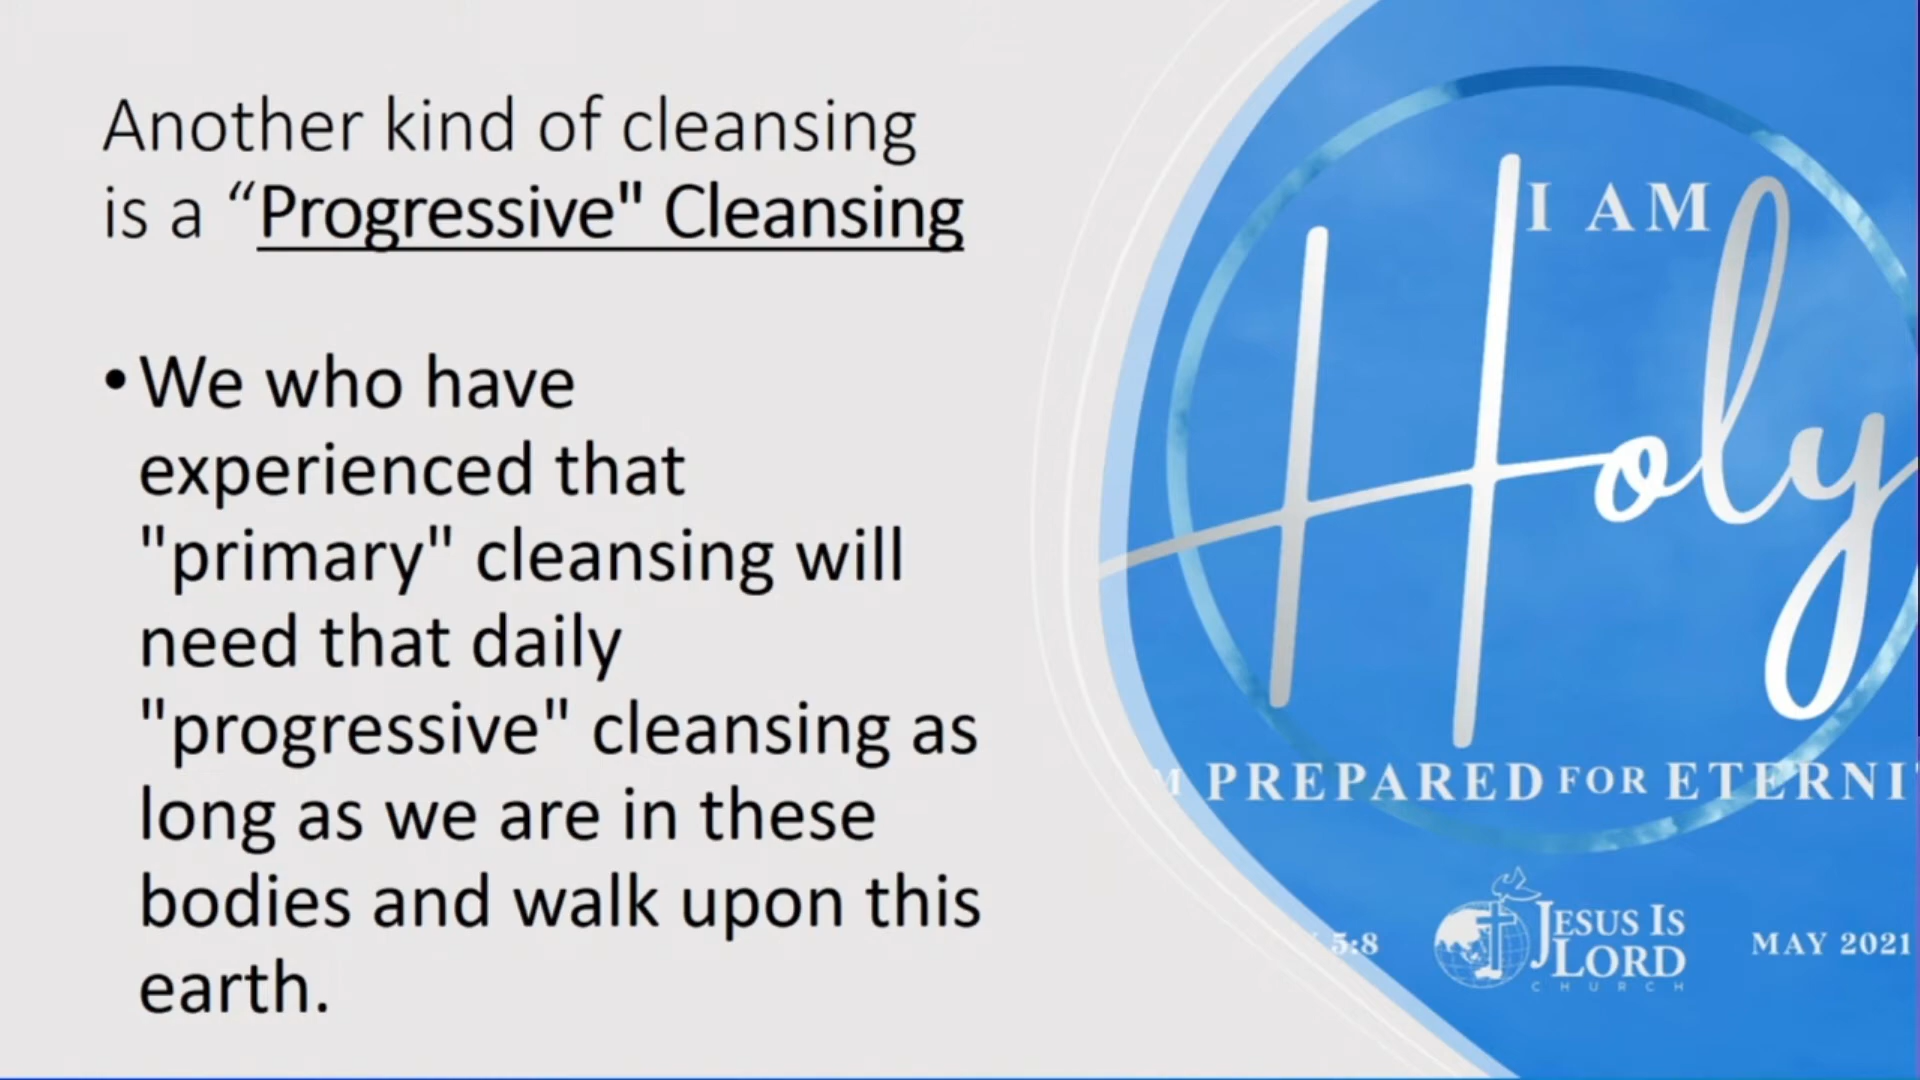 Another kind of cleansing
is a “Progressive" Cleansing
•We who have
experienced that
"primary" cleansing will
need that daily
"progressive" cleansing as
long as we are in these
bodies and walk upon this
earth.
I AM
Holy
M PREPARED FOR ETERNI
5:8
JESUS IS
LORD
CHURCH
MAY 2021